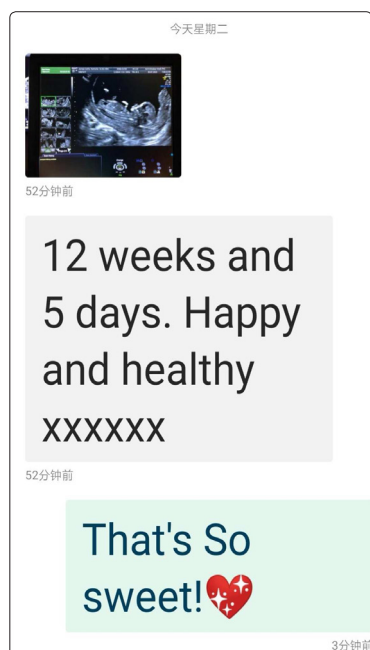 今天星期二
52分钟前
12 weeks and
5 days. Happy
and healthy
xxxxxx
52分钟前
That's So
sweet!💖
3分钟前